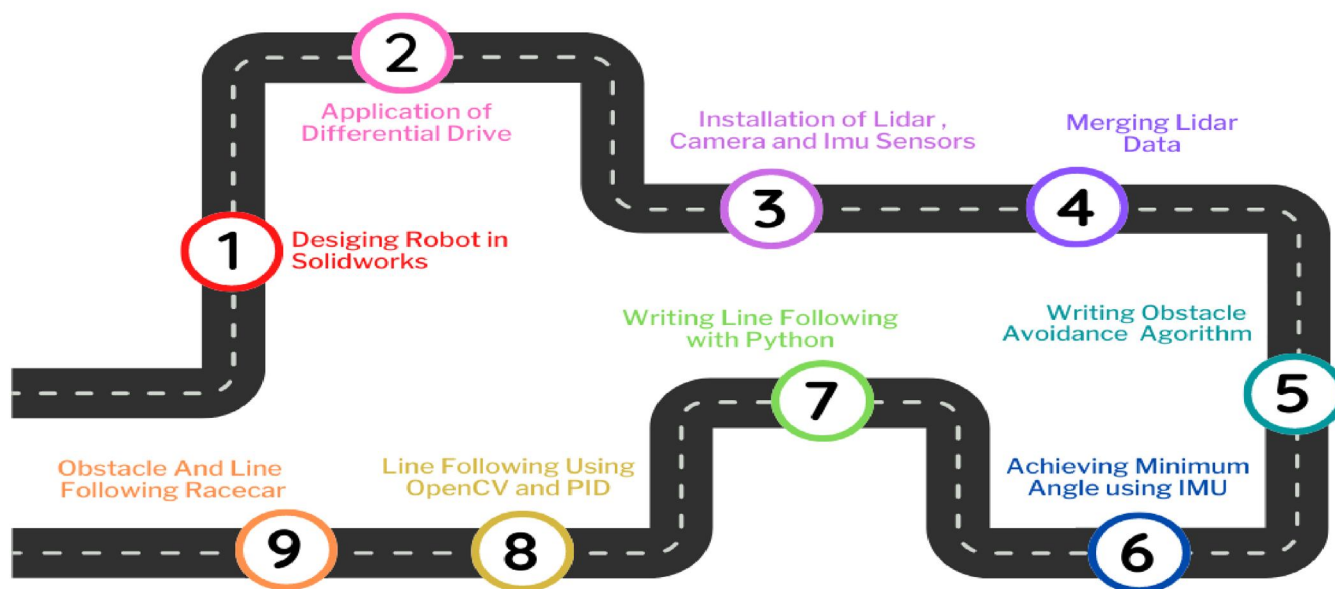 1
Desiging Robot in
Solidworks
2
Application of
Differential Drive
3
Installation of Lidar ,
Camera and Imu Sensors
4
Merging Lidar
Data
5
Writing Obstacle
Avoidance Agorithm
6
Achieving Minimum
Angle using IMU
7
Writing Line Following
with Python
8
Line Following Using
OpenCV and PID
9
Obstacle And Line
Following Racecar